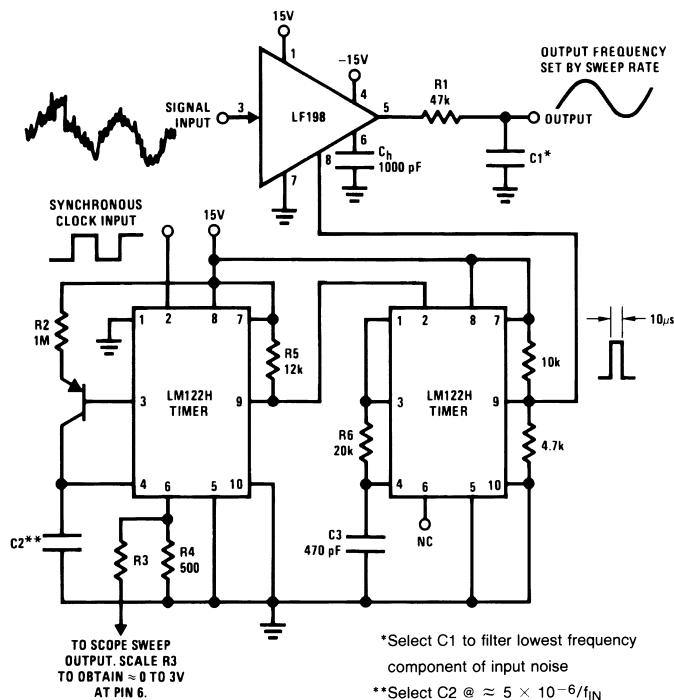 15V
1
-15V
4
OUTPUT FREQUENCY
SET BY SWEEP RATE
SIGNAL
INPUT
3
LF198
5
R1
47k
OUTPUT
6
8
Ch
1000 pF
C1*
7
SYNCHRONOUS
CLOCK INPUT
15V
R2
1M
1
2
8
7
R5
12k
LM122H
TIMER
3
9
4
6
5
10
C2**
R3
R4
500
1
2
8
7
10k
10μs
LM122H
TIMER
3
9
R6
20k
4.7k
4
6
5
10
C3
470 pF
NC
TO SCOPE SWEEP
OUTPUT. SCALE R3
TO OBTAIN ≈ 0 TO 3V
AT PIN 6.
*Select C1 to filter lowest frequency
component of input noise
**Select C2 @ ≈ 5 × 10⁻⁶/fIN